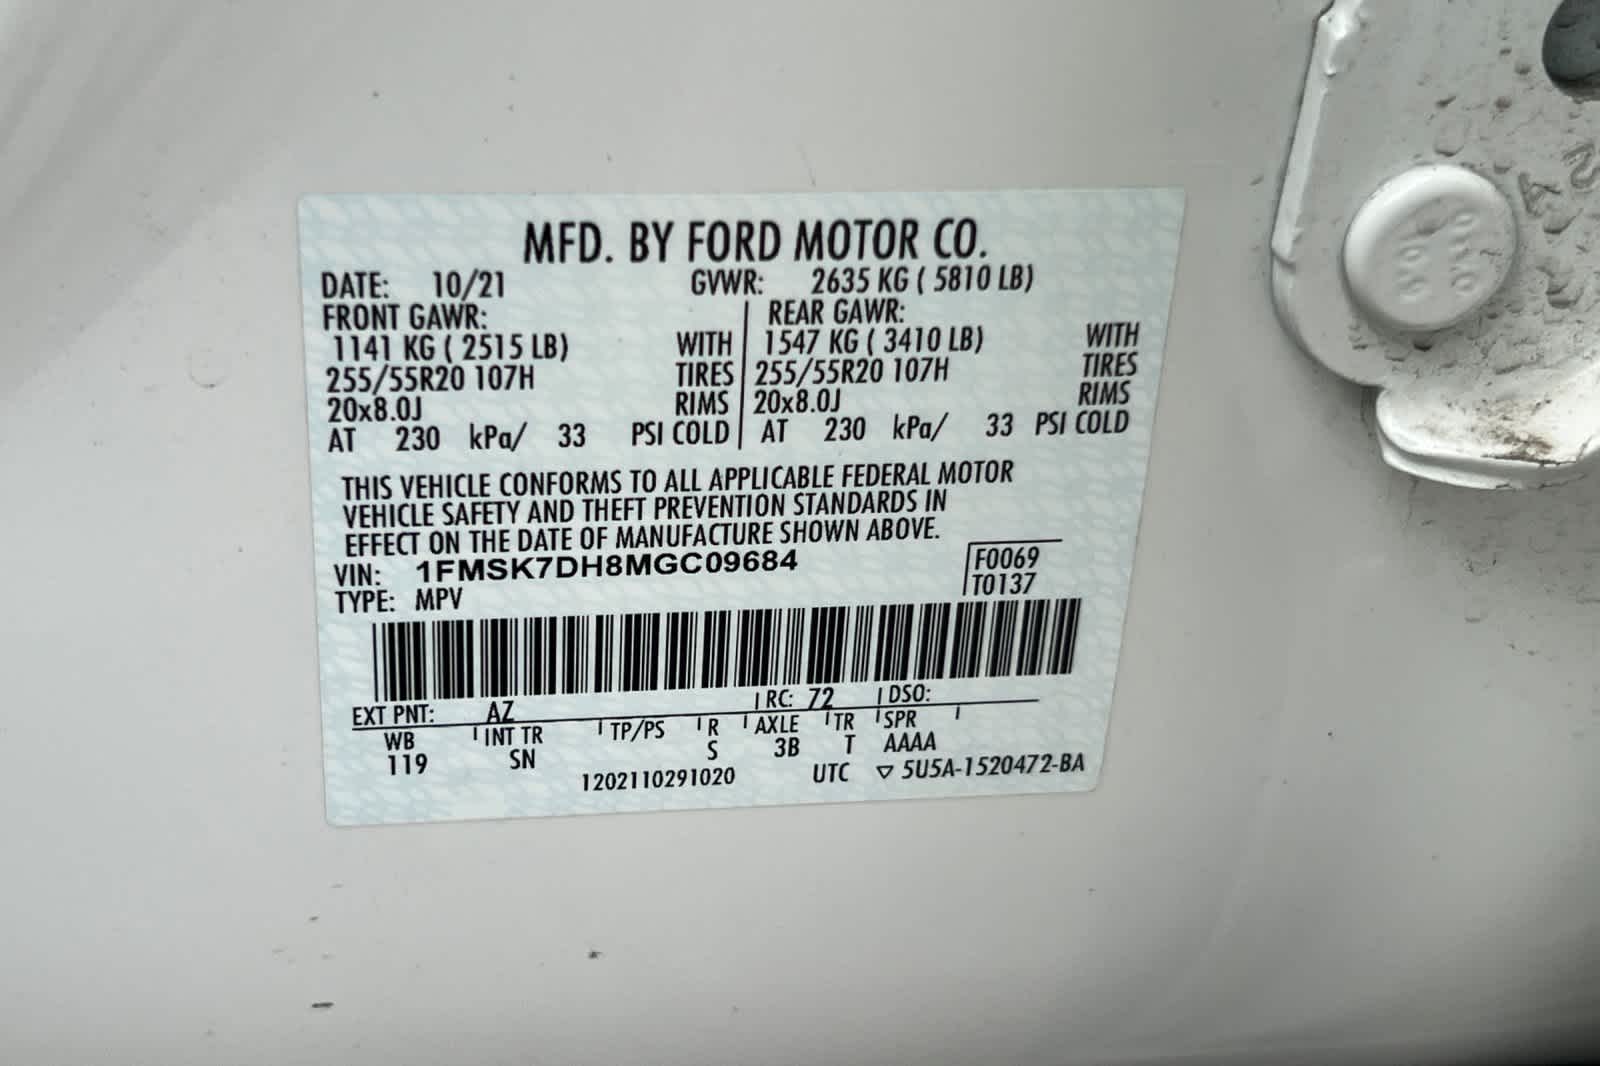 MFD. BY FORD MOTOR CO.
DATE: 10/21 GVWR: 2635 KG ( 5810 LB)
FRONT GAWR: REAR GAWR:
1141 KG ( 2515 LB) WITH 1547 KG ( 3410 LB) WITH
255/55R20 107H TIRES 255/55R20 107H TIRES
20x8.0J RIMS 20x8.0J RIMS
AT 230 kPa/ 33 PSI COLD AT 230 kPa/ 33 PSI COLD
THIS VEHICLE CONFORMS TO ALL APPLICABLE FEDERAL MOTOR
VEHICLE SAFETY AND THEFT PREVENTION STANDARDS IN
EFFECT ON THE DATE OF MANUFACTURE SHOWN ABOVE.
VIN: 1FMSK7DH8MGC09684 F0069
TYPE: MPV T0137
EXT PNT: AZ RC: 72 DSO:
WB INT TR TP/PS R AXLE TR SPR
119 SN S 3B T AAAA
1202110291020 UTC ▽ 5U5A-1520472-BA